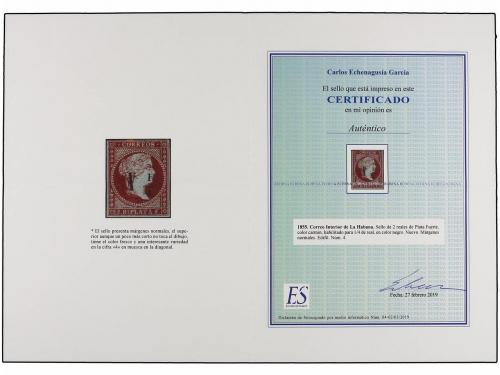 CORREOS
* El sello presenta márgenes normales, el supe-
rior aunque un poco más corto no toca el dibujo,
tiene el color fresco y una interesante variedad
en la cifra «4» en muesca en la diagonal.
Carlos Echenagusía García
El sello que está impreso en este
CERTIFICADO
en mi opinión es
Auténtico
1855. Correo Interior de La Habana. Sello de 2 reales de Plata Fuerte,
color carmín, habilitado para 1/4 de real, en color negro. Nuevo. Márgenes
normales. Edifil. Núm. 4.
ES
Fecha: 27 febrero 2019